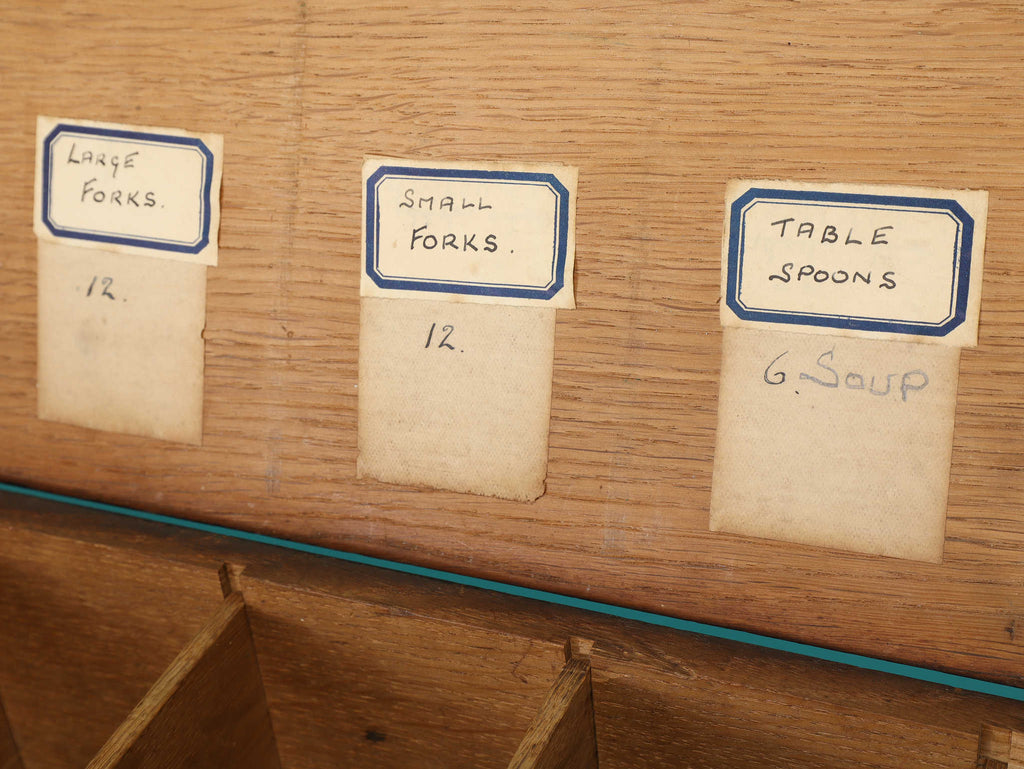 LARGE
FORKS.
12.
SMALL
FORKS.
12.
TABLE
SPOONS
6. SOUP